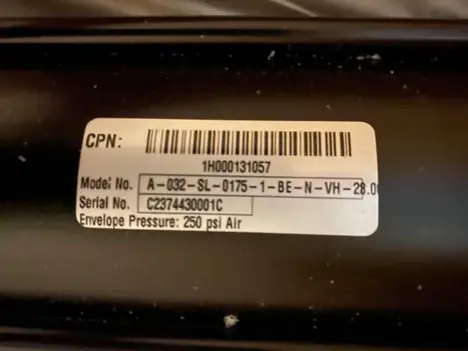 CPN:
1H000131057
Model No. A-032-SL-0175-1-BE-N-VH-28.0
Serial No. C2374430001C
Envelope Pressure: 250 psi Air